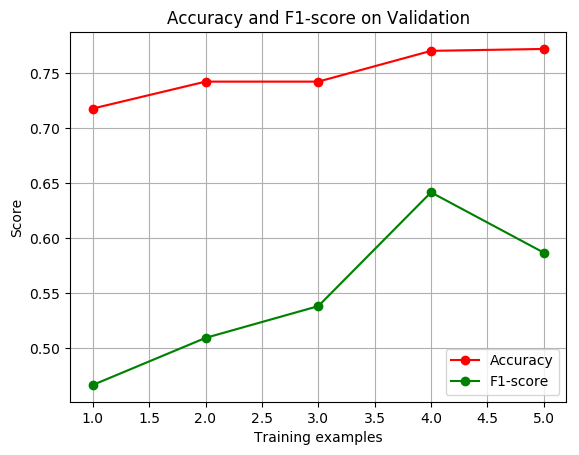 Accuracy and F1-score on Validation
Score
0.75
0.70
0.65
0.60
0.55
0.50
Accuracy
F1-score
1.0 1.5 2.0 2.5 3.0 3.5 4.0 4.5 5.0
Training examples